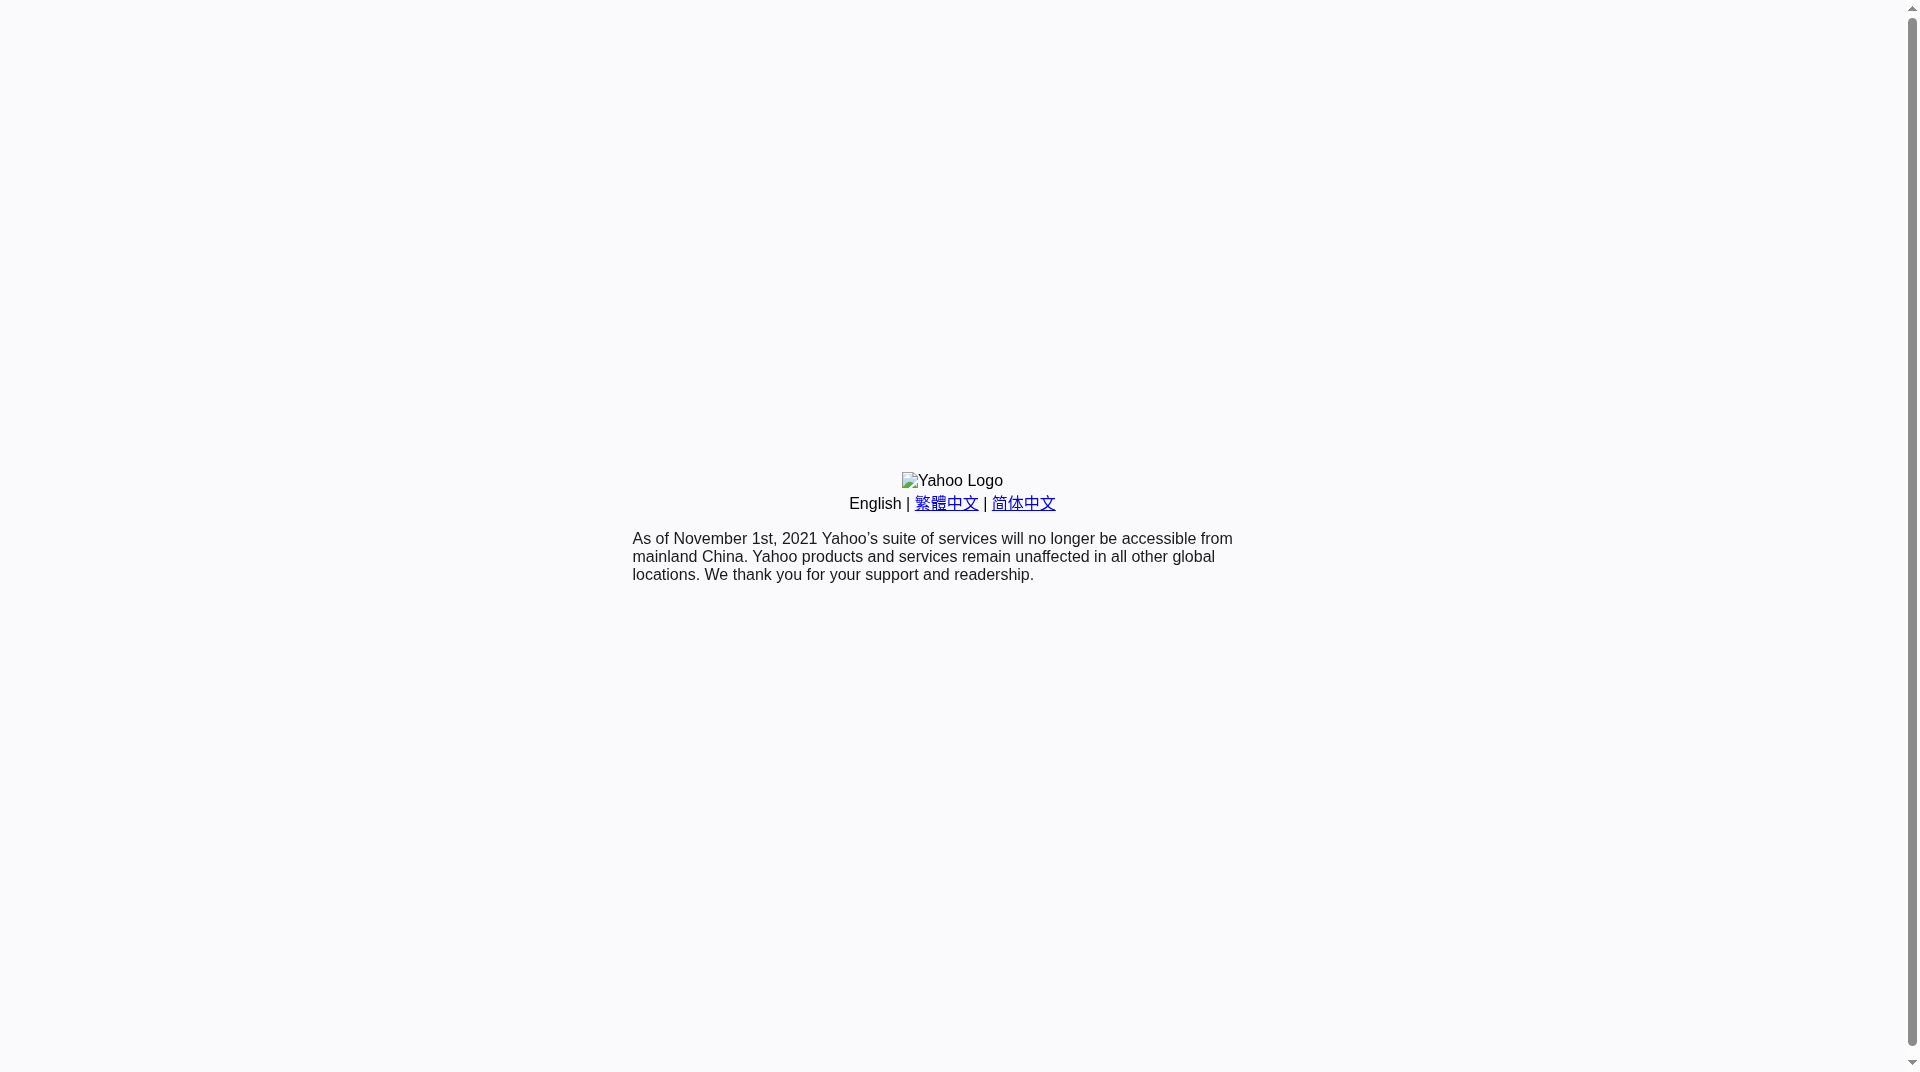 Yahoo Logo
English | 繁體中文 | 简体中文
As of November 1st, 2021 Yahoo’s suite of services will no longer be accessible from
mainland China. Yahoo products and services remain unaffected in all other global
locations. We thank you for your support and readership.